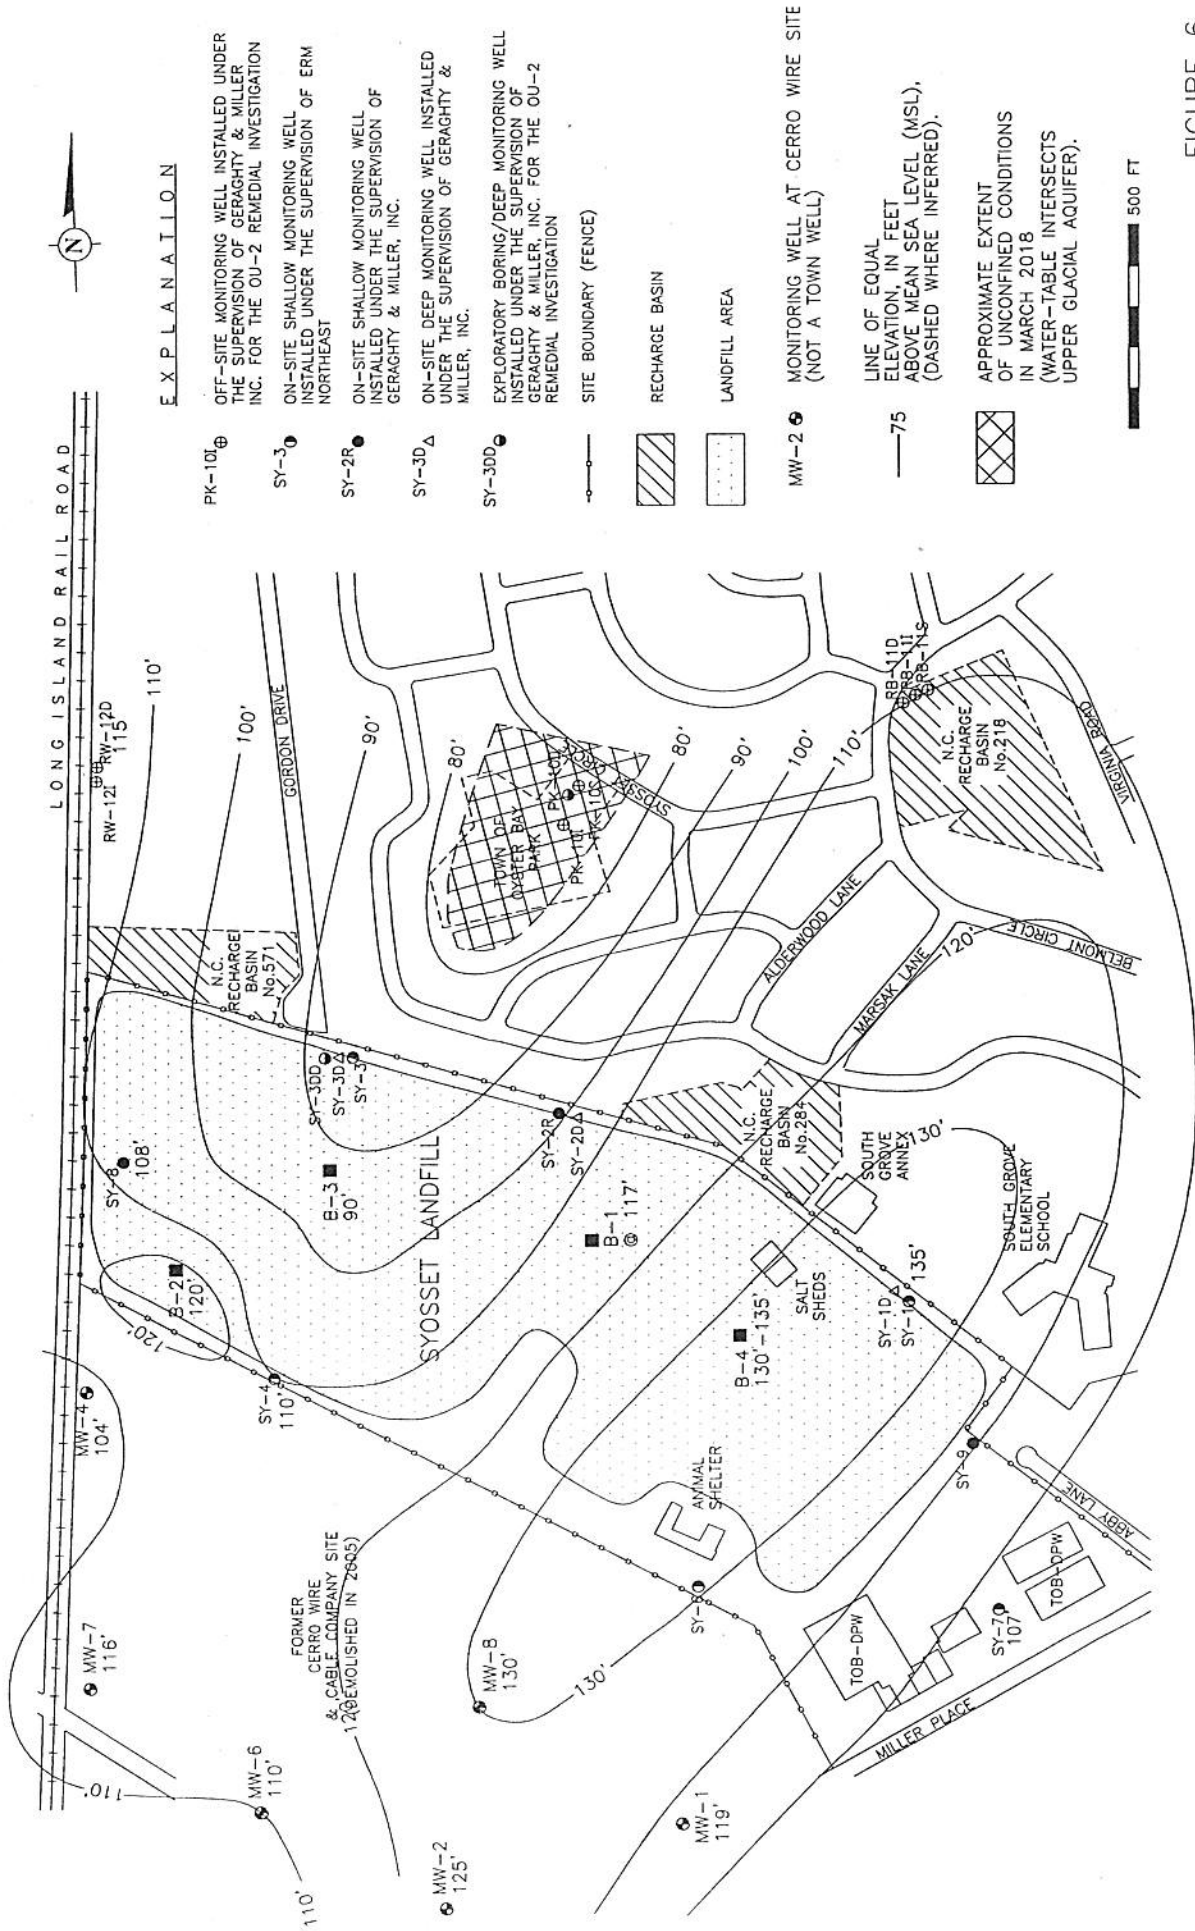 LONG ISLAND RAIL ROAD
N
EXPLANATION
PK-10I
OFF-SITE MONITORING WELL INSTALLED UNDER
THE SUPERVISION OF GERAGHTY & MILLER
INC. FOR THE OU-2 REMEDIAL INVESTIGATION
SY-3
ON-SITE SHALLOW MONITORING WELL
INSTALLED UNDER THE SUPERVISION OF ERM
NORTHEAST
SY-2R
ON-SITE SHALLOW MONITORING WELL
INSTALLED UNDER THE SUPERVISION OF
GERAGHTY & MILLER, INC.
SY-3D
ON-SITE DEEP MONITORING WELL INSTALLED
UNDER THE SUPERVISION OF GERAGHTY &
MILLER, INC.
SY-3DD
EXPLORATORY BORING/DEEP MONITORING WELL
INSTALLED UNDER THE SUPERVISION OF
GERAGHTY & MILLER, INC. FOR THE OU-2
REMEDIAL INVESTIGATION
SITE BOUNDARY (FENCE)
RECHARGE BASIN
LANDFILL AREA
MW-2
MONITORING WELL AT CERRO WIRE SITE
(NOT A TOWN WELL)
75
LINE OF EQUAL
ELEVATION, IN FEET
ABOVE MEAN SEA LEVEL (MSL),
(DASHED WHERE INFERRED).
APPROXIMATE EXTENT
OF UNCONFINED CONDITIONS
IN MARCH 2018
(WATER-TABLE INTERSECTS
UPPER GLACIAL AQUIFER).
500 FT
FIGURE 6
MW-7
116'
MW-4
104'
SY-8
108'
RW-12I
RW-12D
115'
110'
110'
MW-6
110'
110'
120'
B-2
120'
SY-4
110'
N.C.
RECHARGE
BASIN
No.571
100'
GORDON DRIVE
90'
FORMER
CERRO WIRE
& CABLE COMPANY SITE
(DEMOLISHED IN 2005)
120'
B-3
90'
SY-3DD
SY-3D
SY-3
SYOSSET LANDFILL
MW-2
125'
MW-8
130'
80'
TOWN OF
OYSTER BAY
PARK
PK-10I
PK-10D
PK-10S
SYOSSET CIRCLE
SY-2R
SY-2D
B-1
@ 117'
130'
80'
90'
100'
110'
MW-1
119'
SY-6
ANIMAL
SHELTER
B-4
130'-135'
SALT
SHEDS
N.C.
RECHARGE
BASIN
No.284
ALDERWOOD LANE
MARSAK LANE
SOUTH
GROVE
ANNEX
130'
SY-1D
135'
120'
BELMONT CIRCLE
RB-11D
RB-11I
RB-11S
N.C.
RECHARGE
BASIN
No.218
VIRGINIA ROAD
TOB-DPW
MILLER PLACE
SY-9
SY-7
107'
TOB-DPW
ABBY LANE
SOUTH GROVE
ELEMENTARY
SCHOOL